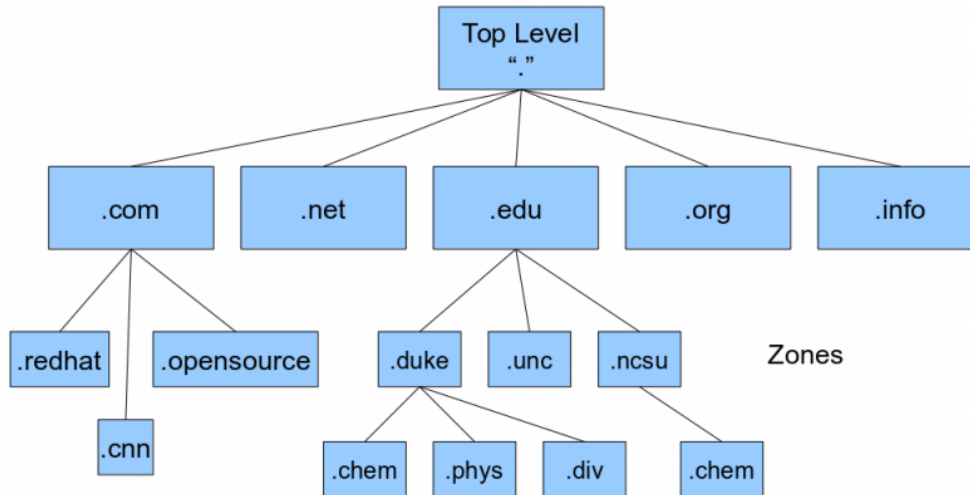 Top Level
“.”
.com
.net
.edu
.org
.info
.redhat
.opensource
.duke
.unc
.ncsu
Zones
.cnn
.chem
.phys
.div
.chem